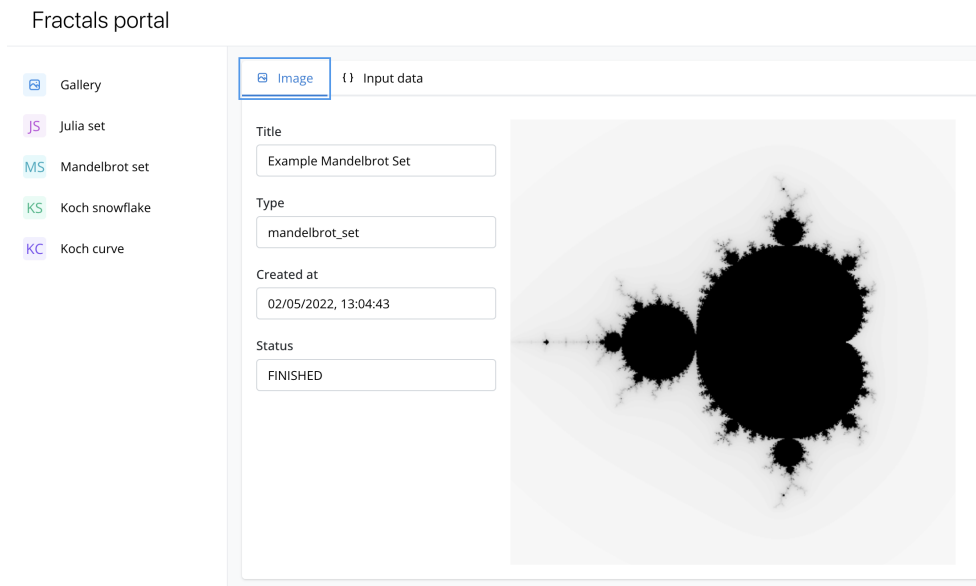 Fractals portal
Gallery
JS Julia set
MS Mandelbrot set
KS Koch snowflake
KC Koch curve
Image {} Input data
Title
Example Mandelbrot Set
Type
mandelbrot_set
Created at
02/05/2022, 13:04:43
Status
FINISHED